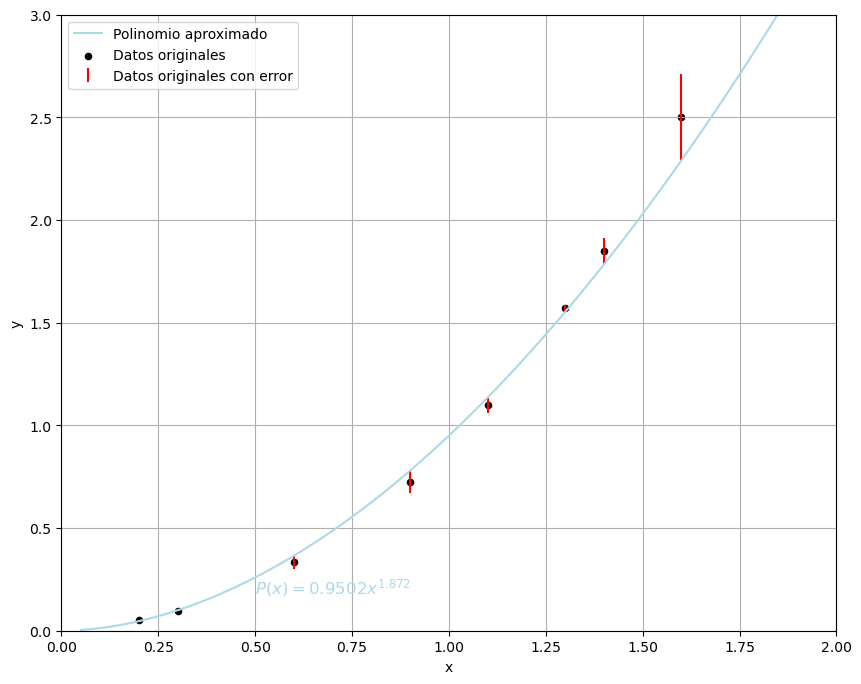 Polinomio aproximado
Datos originales
Datos originales con error
3.0
2.5
2.0
1.5
1.0
0.5
0.0
y
P(x) = 0.9502x^{1.872}
0.00 0.25 0.50 0.75 1.00 1.25 1.50 1.75 2.00
x